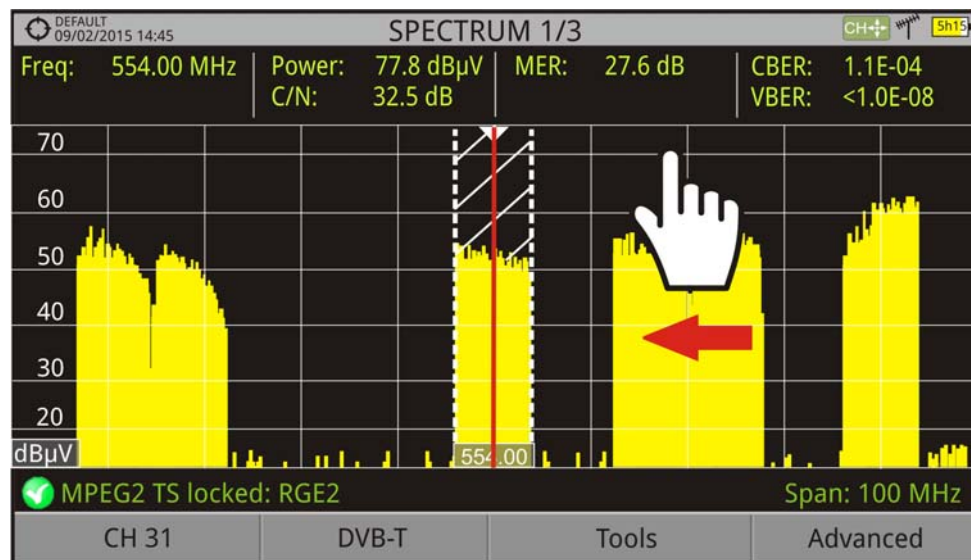 DEFAULT
09/02/2015 14:45
SPECTRUM 1/3
CH
5h15
Freq: 554.00 MHz
Power: 77.8 dBµV
C/N: 32.5 dB
MER: 27.6 dB
CBER: 1.1E-04
VBER: <1.0E-08
70
60
50
40
30
20
dBµV
554.00
MPEG2 TS locked: RGE2
Span: 100 MHz
CH 31
DVB-T
Tools
Advanced